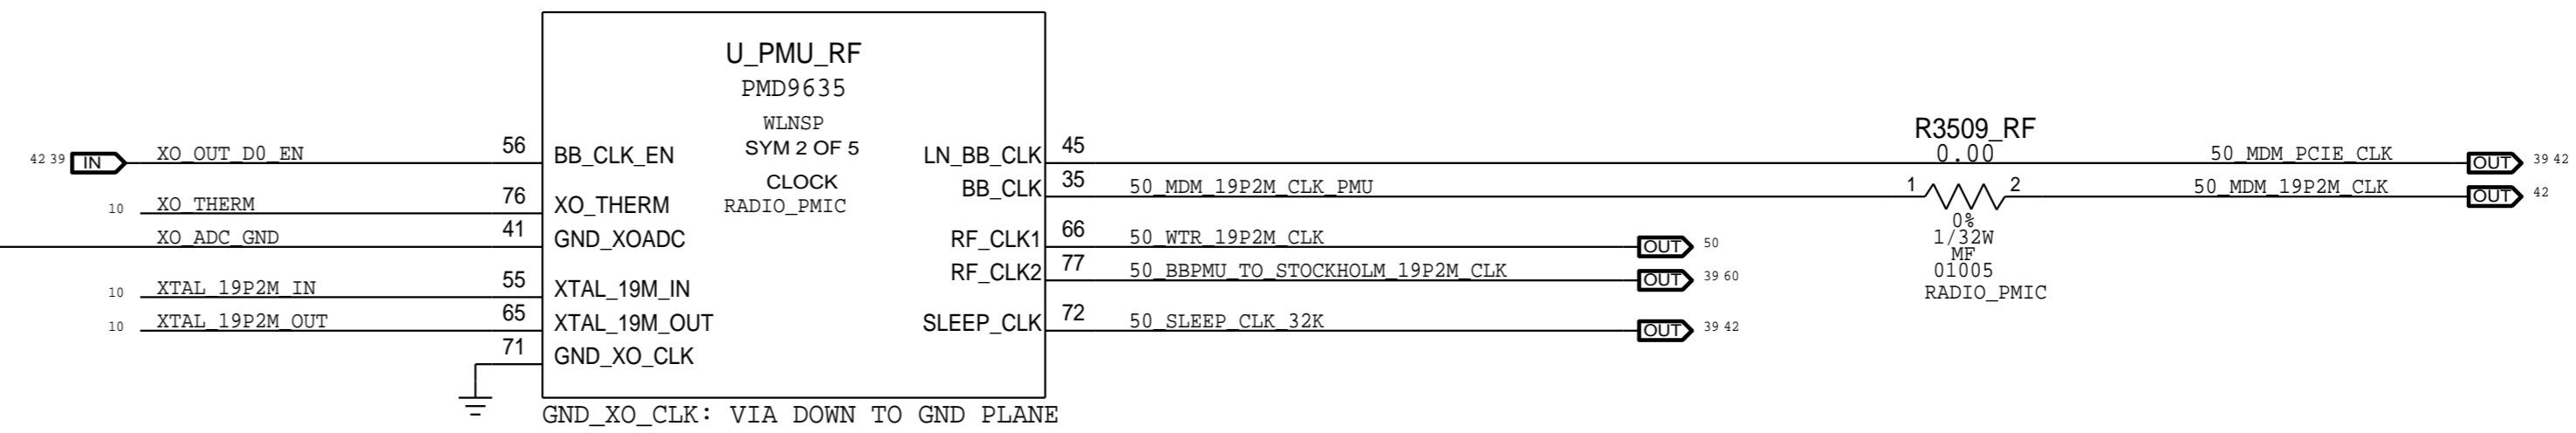 U_PMU_RF
PMD9635
WLNSP
SYM 2 OF 5
CLOCK
RADIO_PMIC
42 39 IN XO_OUT_D0_EN 56 BB_CLK_EN
10 XO_THERM 76 XO_THERM
XO_ADC_GND 41 GND_XOADC
10 XTAL_19P2M_IN 55 XTAL_19M_IN
10 XTAL_19P2M_OUT 65 XTAL_19M_OUT
71 GND_XO_CLK
LN_BB_CLK 45 50_MDM_PCIE_CLK OUT 39 42
BB_CLK 35 50_MDM_19P2M_CLK_PMU 1 2 50_MDM_19P2M_CLK OUT 42
RF_CLK1 66 50_WTR_19P2M_CLK OUT 50
RF_CLK2 77 50_BBPMU_TO_STOCKHOLM_19P2M_CLK OUT 39 60
SLEEP_CLK 72 50_SLEEP_CLK_32K OUT 39 42
R3509_RF
0.00
0%
1/32W
MF
01005
RADIO_PMIC
GND_XO_CLK: VIA DOWN TO GND PLANE